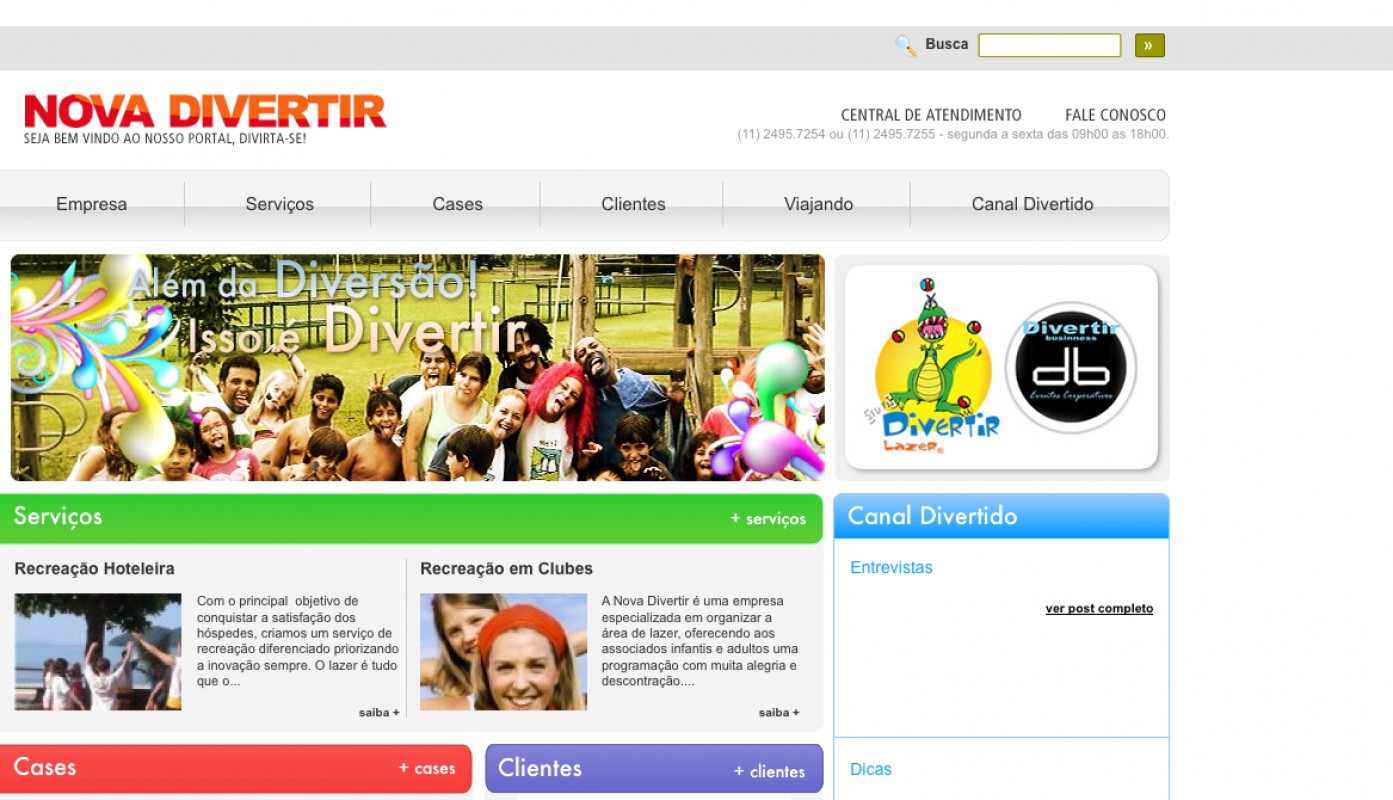 Busca
»
NOVA DIVERTIR
SEJA BEM VINDO AO NOSSO PORTAL, DIVIRTA-SE!
CENTRAL DE ATENDIMENTO
FALE CONOSCO
(11) 2495.7254 ou (11) 2495.7255 - segunda a sexta das 09h00 as 18h00.
Empresa
Serviços
Cases
Clientes
Viajando
Canal Divertido
Além da Diversão!
Isso é Divertir.
DIVERTIR
LAZER
Divertir
businness
db
Eventos Corporativos
Serviços
+ serviços
Recreação Hoteleira
Com o principal objetivo de
conquistar a satisfação dos
hóspedes, criamos um serviço de
recreação diferenciado priorizando
a inovação sempre. O lazer é tudo
que o...
saiba +
Recreação em Clubes
A Nova Divertir é uma empresa
especializada em organizar a
área de lazer, oferecendo aos
associados infantis e adultos uma
programação com muita alegria e
descontração....
saiba +
Canal Divertido
Entrevistas
ver post completo
Dicas
Cases
+ cases
Clientes
+ clientes